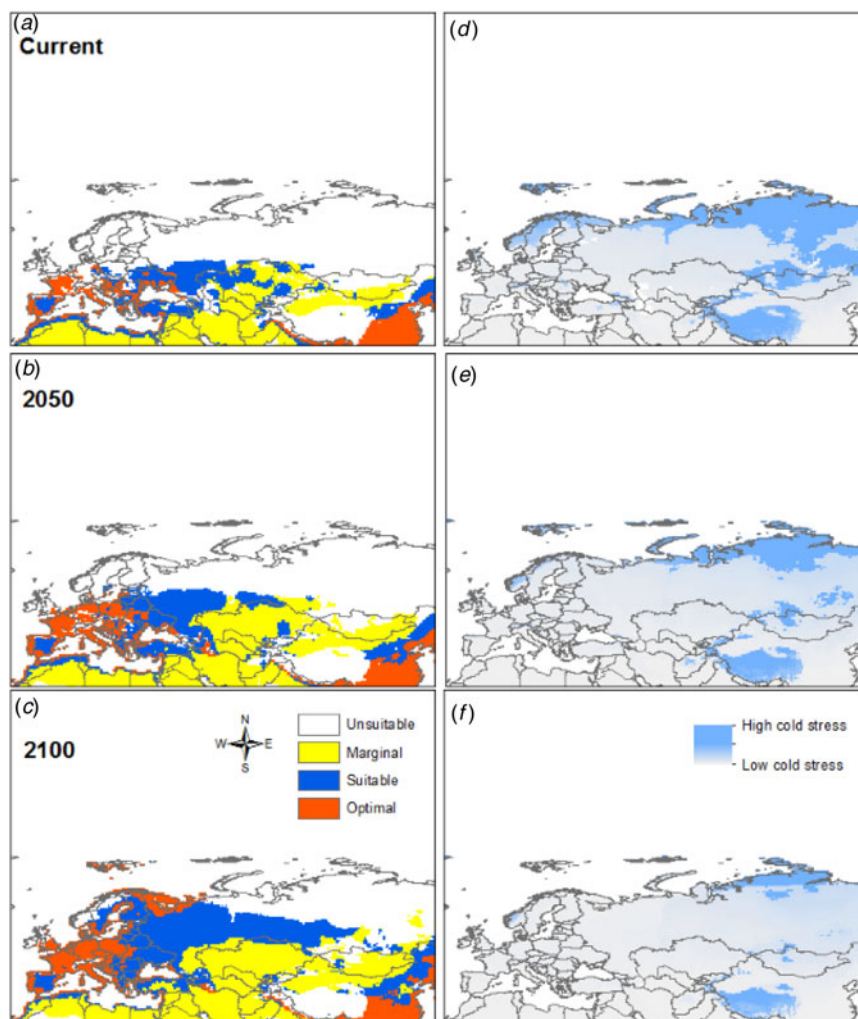 (a)
Current
(d)
(b)
2050
(e)
(c)
2100
N
W E
S
Unsuitable
Marginal
Suitable
Optimal
(f)
High cold stress
Low cold stress